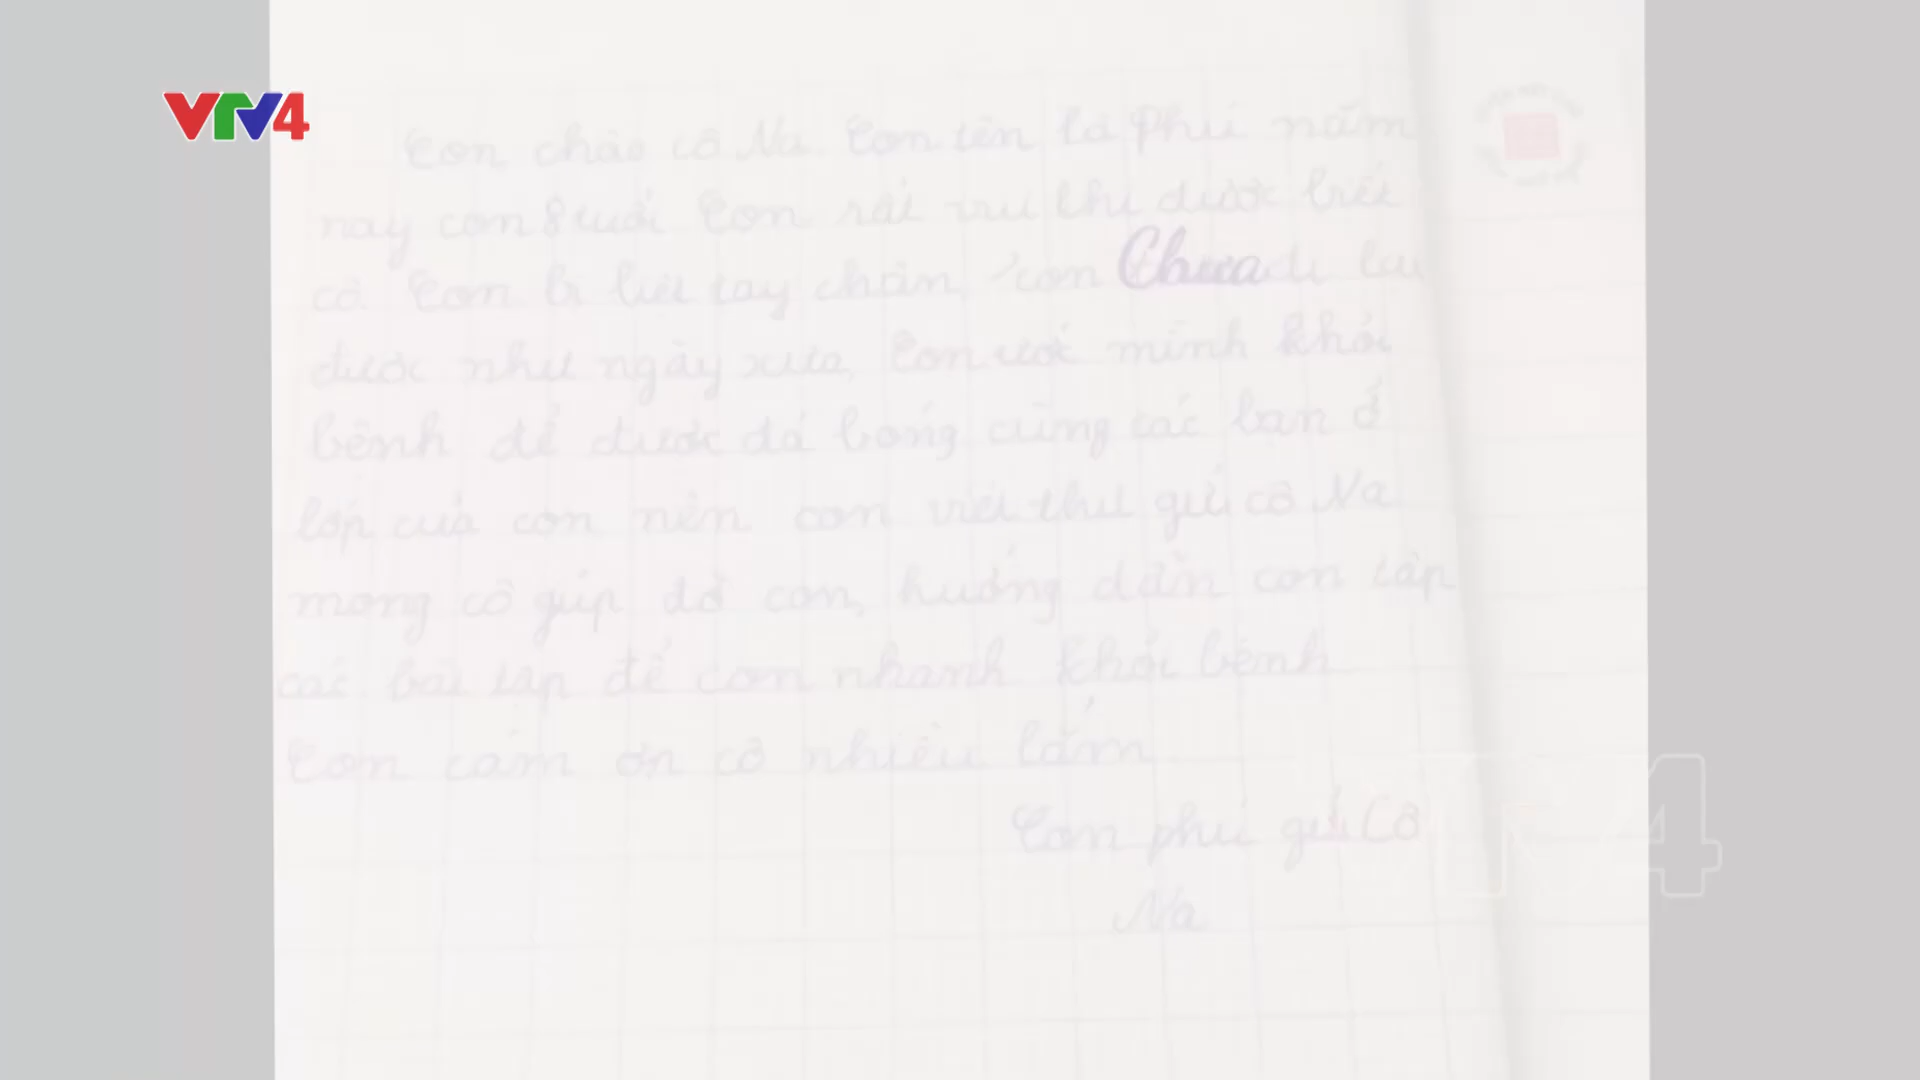 VTV4
Con chào cô Na Con tên là Phú năm
nay con 8 tuổi Con rất vui khi được biết
cô Con bị liệt tay chân, con Chưa đi lại
được như ngày xưa, Con ước mình khỏi
bệnh để được đá bóng cùng các bạn ở
lớp của con nên con viết thư gửi cô Na
mong cô giúp đỡ con, hướng dẫn con tập
các bài tập để con nhanh khỏi bệnh
Con cảm ơn cô nhiều lắm
Con phú gửi Cô
Na
VTV4